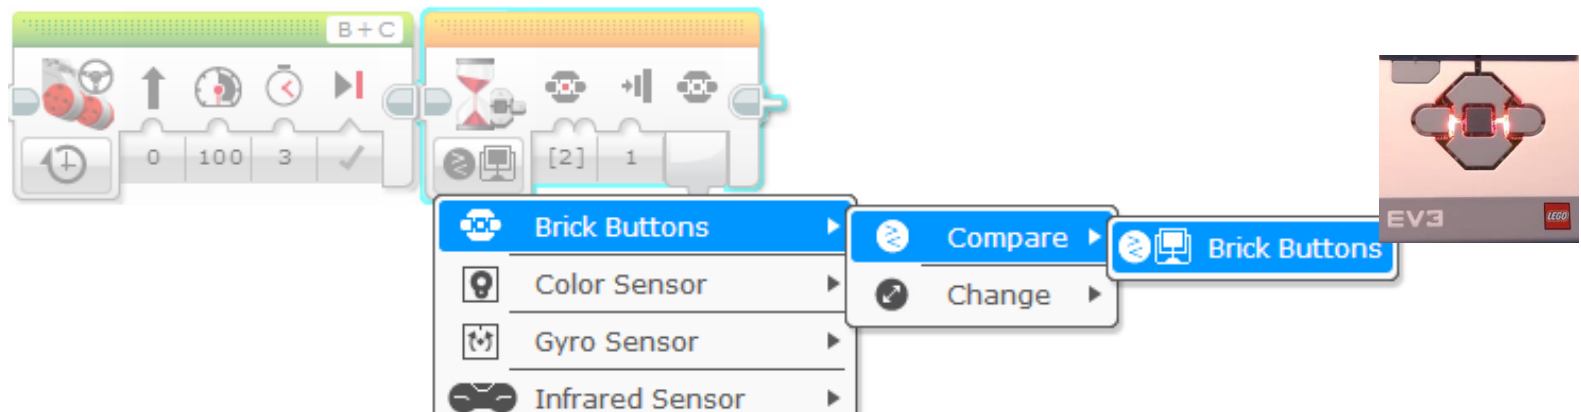 B + C
0 100 3
[2] 1
Brick Buttons
Color Sensor
Gyro Sensor
Infrared Sensor
Compare
Change
Brick Buttons
EV3
LEGO